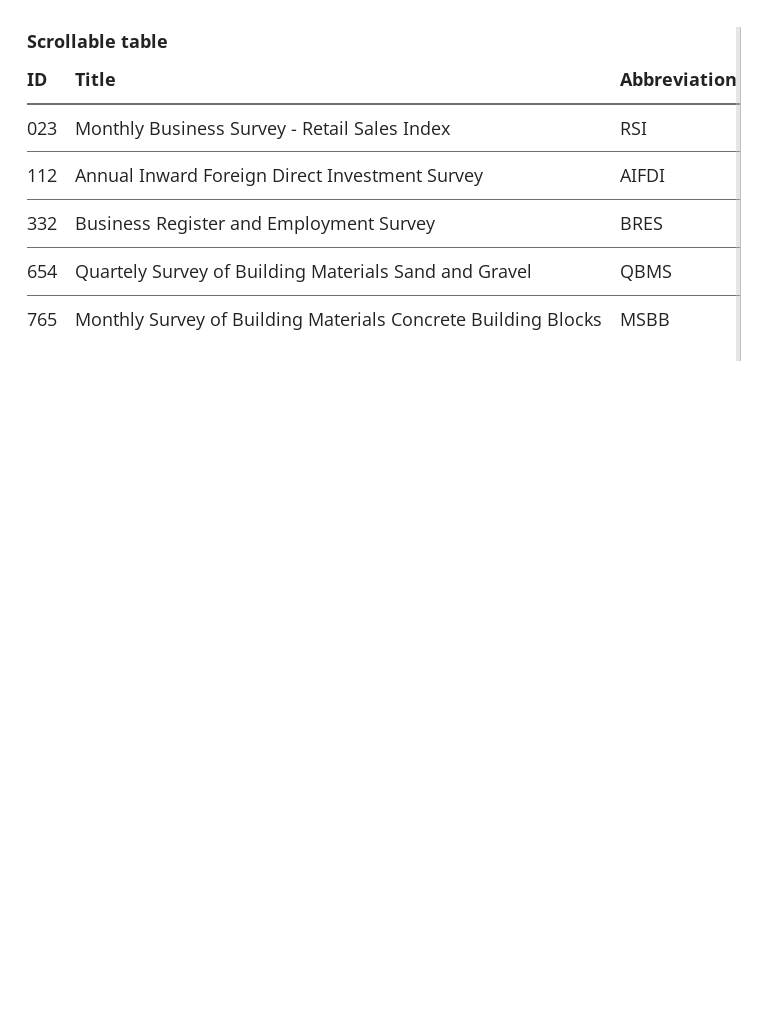 Scrollable table
ID Title Abbreviation
023 Monthly Business Survey - Retail Sales Index RSI
112 Annual Inward Foreign Direct Investment Survey AIFDI
332 Business Register and Employment Survey BRES
654 Quartely Survey of Building Materials Sand and Gravel QBMS
765 Monthly Survey of Building Materials Concrete Building Blocks MSBB